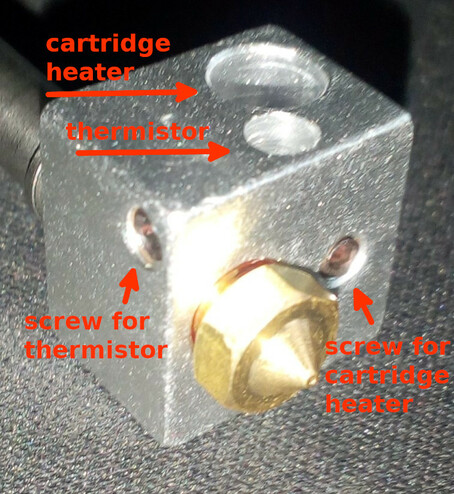 cartridge
heater
thermistor
screw for
thermistor
screw for
cartridge
heater